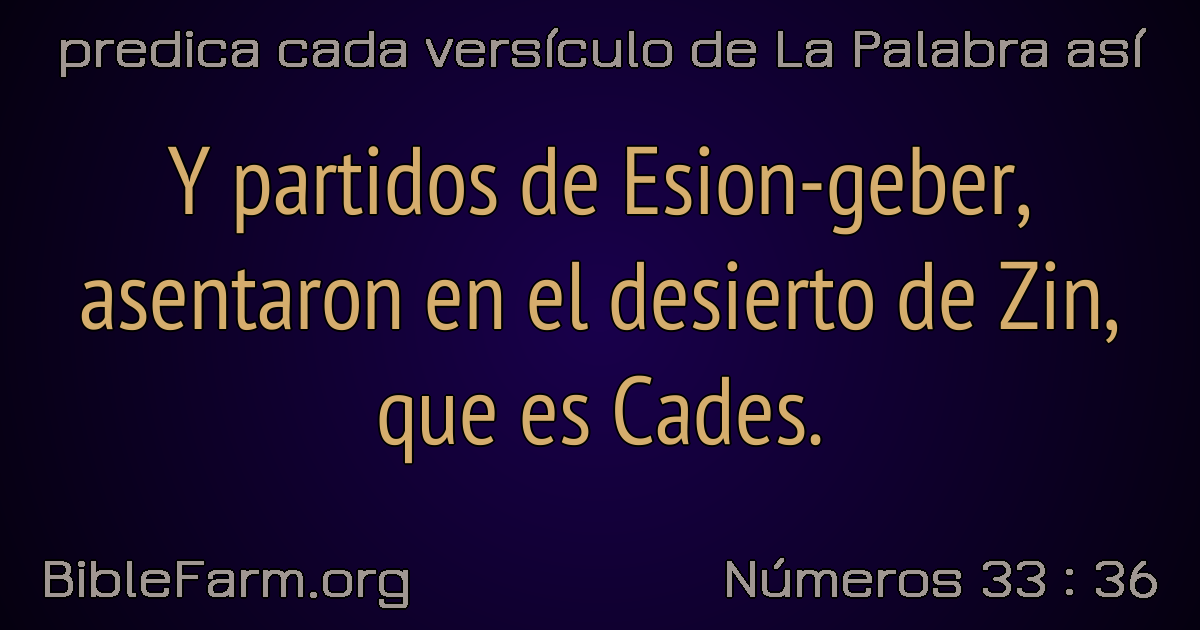 predica cada versículo de La Palabra así
Y partidos de Esion-geber,
asentaron en el desierto de Zin,
que es Cades.
BibleFarm.org
Números 33 : 36